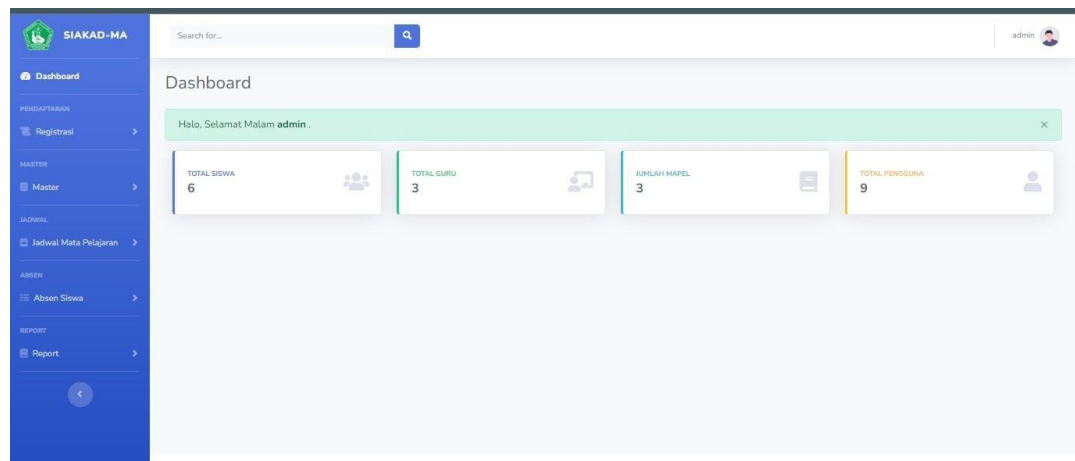 SIAKAD-MA
Search for...
admin
Dashboard
PENDAFTARAN
Registrasi
MASTER
Master
JADWAL
Jadwal Mata Pelajaran
ABSEN
Absen Siswa
REPORT
Report
Dashboard
Halo, Selamat Malam admin .
×
TOTAL SISWA
6
TOTAL GURU
3
JUMLAH MAPEL
3
TOTAL PENGGUNA
9